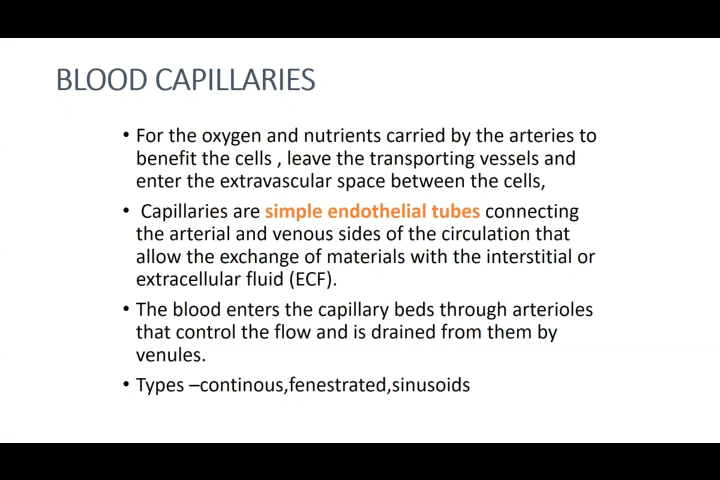 BLOOD CAPILLARIES
• For the oxygen and nutrients carried by the arteries to
benefit the cells , leave the transporting vessels and
enter the extravascular space between the cells,
• Capillaries are simple endothelial tubes connecting
the arterial and venous sides of the circulation that
allow the exchange of materials with the interstitial or
extracellular fluid (ECF).
• The blood enters the capillary beds through arterioles
that control the flow and is drained from them by
venules.
• Types –continous,fenestrated,sinusoids